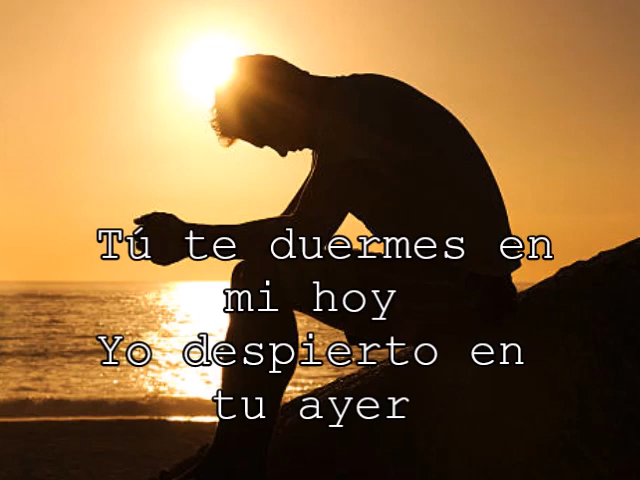 Tú te duermes en
mi hoy
Yo despierto en
tu ayer